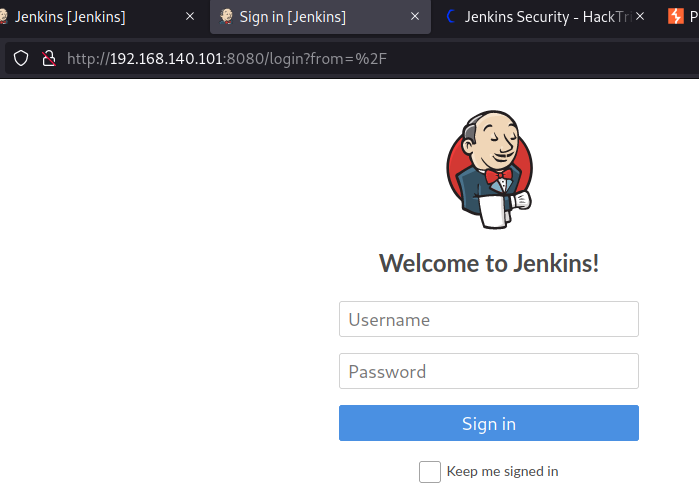 Jenkins [Jenkins]
Sign in [Jenkins]
Jenkins Security - HackTri
http://192.168.140.101:8080/login?from=%2F
Welcome to Jenkins!
Username
Password
Sign in
Keep me signed in